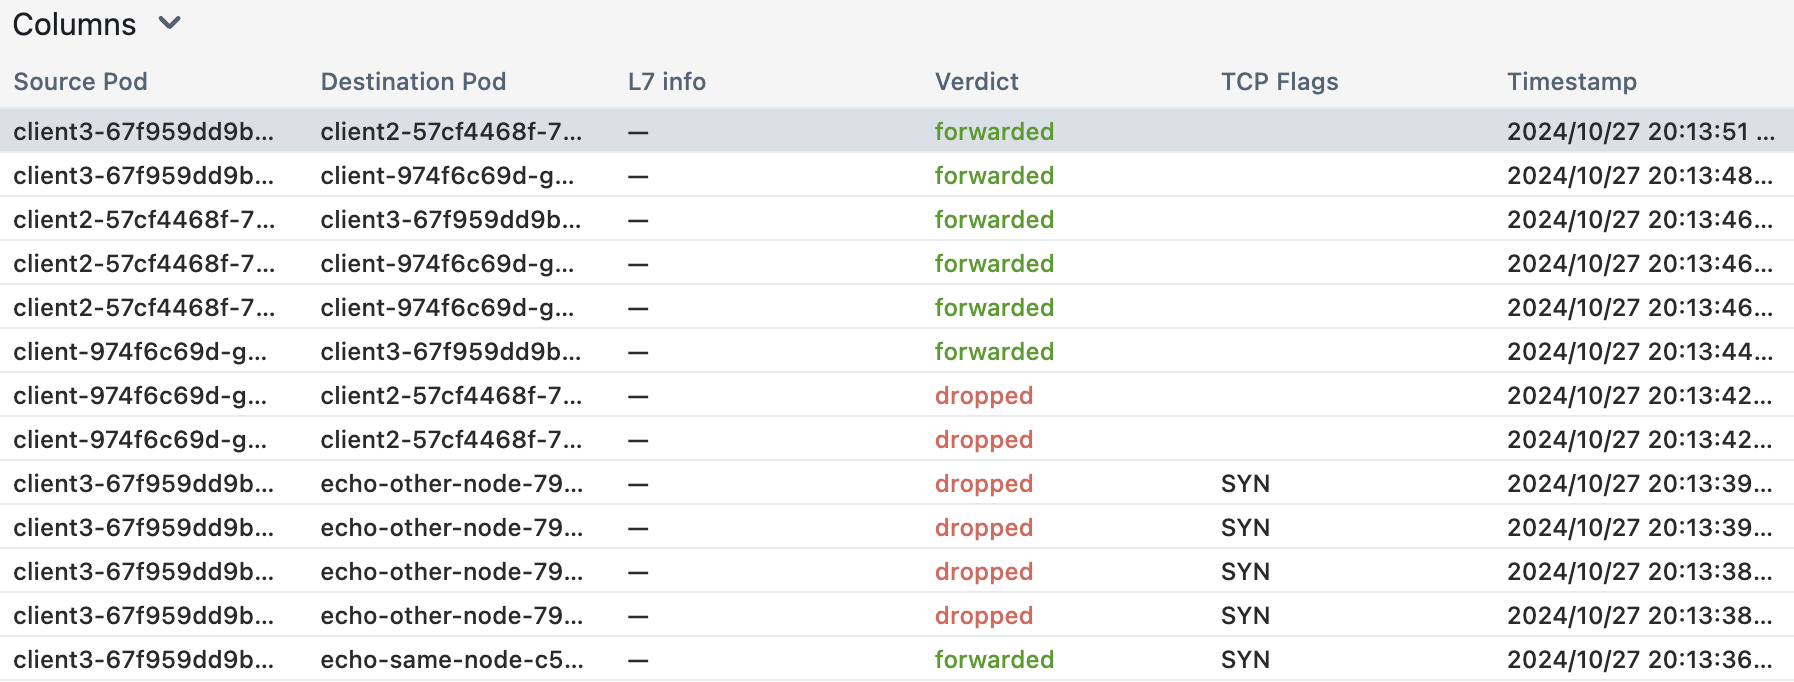 Columns
Source Pod Destination Pod L7 info Verdict TCP Flags Timestamp
client3-67f959dd9b... client2-57cf4468f-7... — forwarded 2024/10/27 20:13:51 ...
client3-67f959dd9b... client-974f6c69d-g... — forwarded 2024/10/27 20:13:48...
client2-57cf4468f-7... client3-67f959dd9b... — forwarded 2024/10/27 20:13:46...
client2-57cf4468f-7... client-974f6c69d-g... — forwarded 2024/10/27 20:13:46...
client2-57cf4468f-7... client-974f6c69d-g... — forwarded 2024/10/27 20:13:46...
client-974f6c69d-g... client3-67f959dd9b... — forwarded 2024/10/27 20:13:44...
client-974f6c69d-g... client2-57cf4468f-7... — dropped 2024/10/27 20:13:42...
client-974f6c69d-g... client2-57cf4468f-7... — dropped 2024/10/27 20:13:42...
client3-67f959dd9b... echo-other-node-79... — dropped SYN 2024/10/27 20:13:39...
client3-67f959dd9b... echo-other-node-79... — dropped SYN 2024/10/27 20:13:39...
client3-67f959dd9b... echo-other-node-79... — dropped SYN 2024/10/27 20:13:38...
client3-67f959dd9b... echo-other-node-79... — dropped SYN 2024/10/27 20:13:38...
client3-67f959dd9b... echo-same-node-c5... — forwarded SYN 2024/10/27 20:13:36...